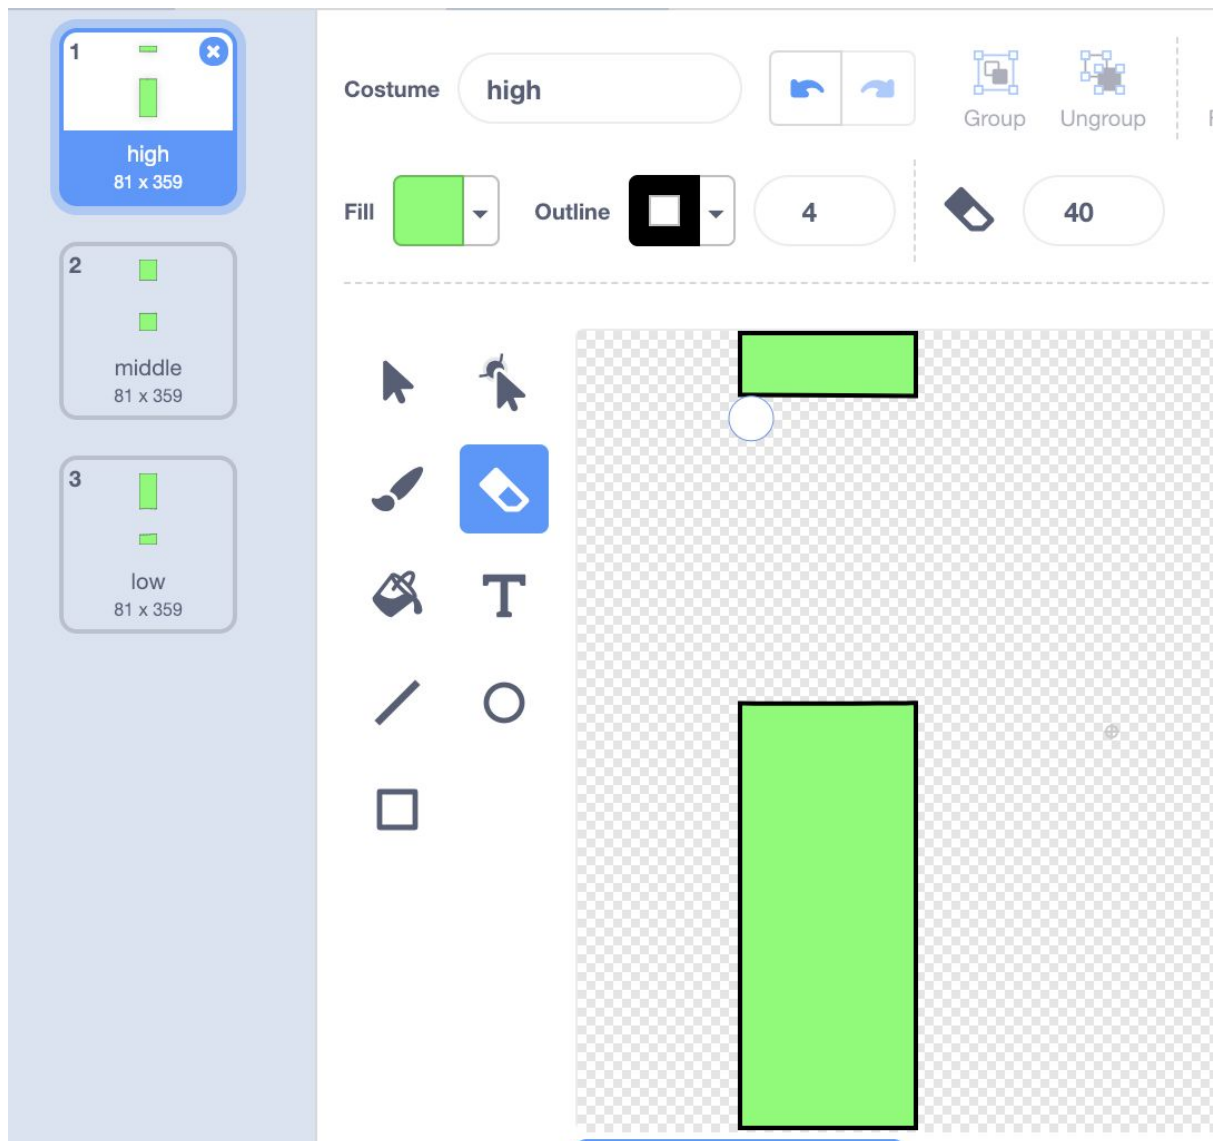 1
high
81 x 359
2
middle
81 x 359
3
low
81 x 359
Costume high
Group Ungroup
Fill Outline 4 40
T